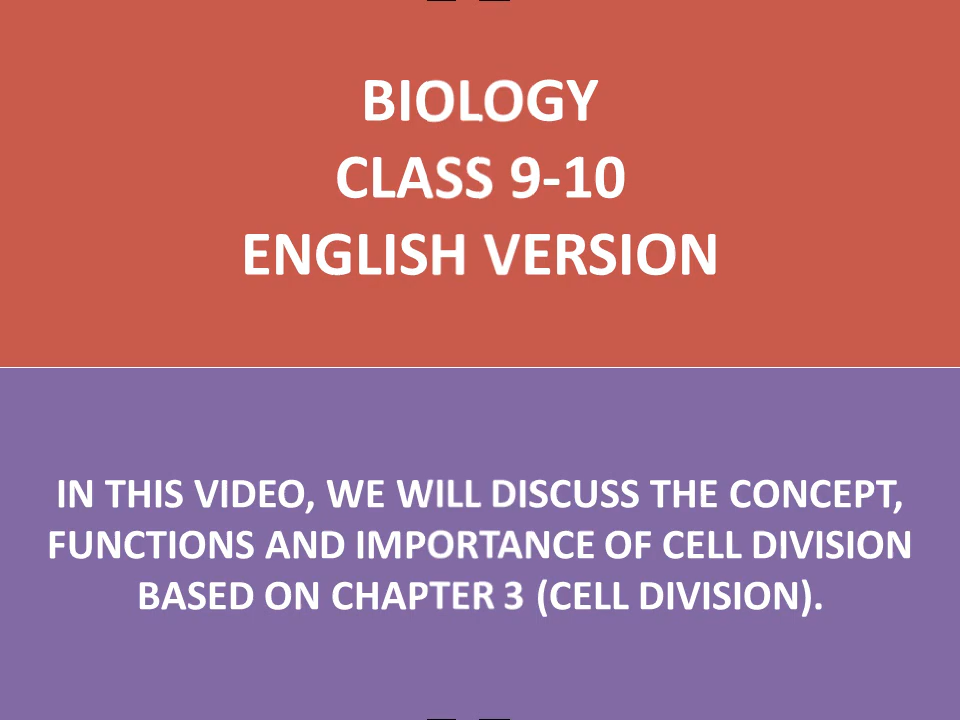 BIOLOGY
CLASS 9-10
ENGLISH VERSION
IN THIS VIDEO, WE WILL DISCUSS THE CONCEPT,
FUNCTIONS AND IMPORTANCE OF CELL DIVISION
BASED ON CHAPTER 3 (CELL DIVISION).